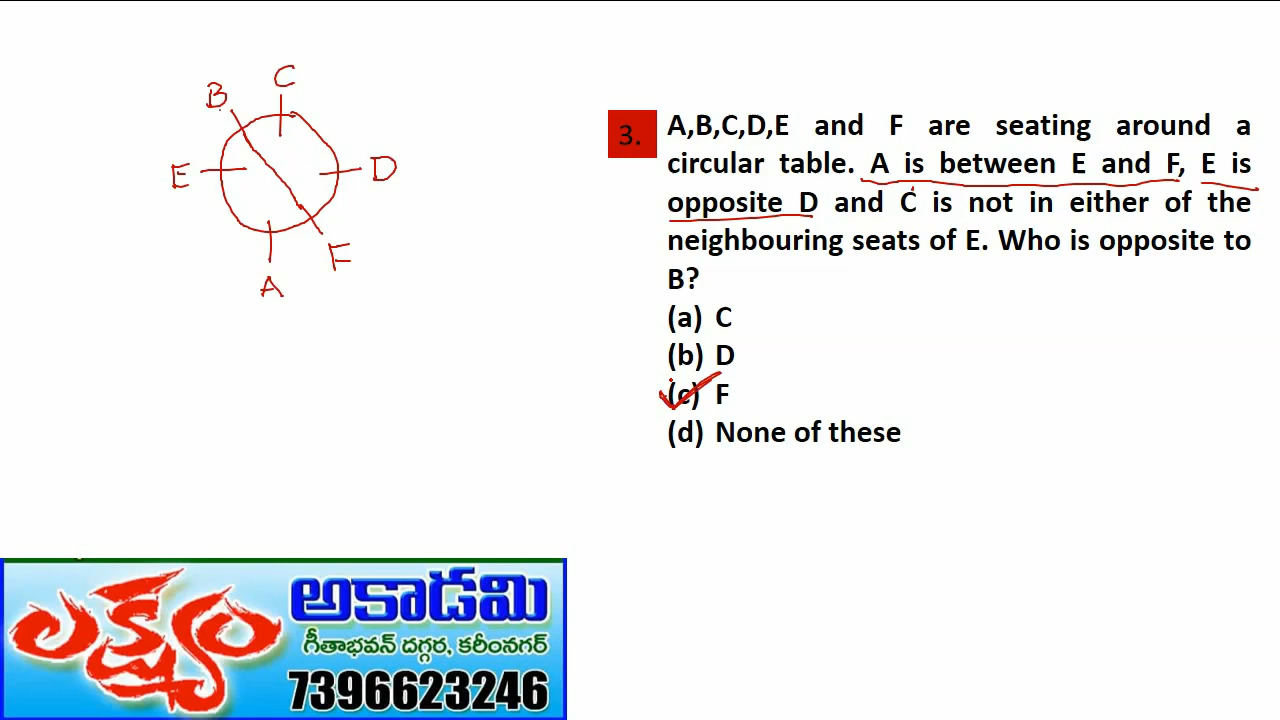 C
B
E
D
F
A
3.
A,B,C,D,E and F are seating around a
circular table. A is between E and F, E is
opposite D and C is not in either of the
neighbouring seats of E. Who is opposite to
B?
(a) C
(b) D
(c) F
(d) None of these
లక్ష్యం
అకాడమి
గీతాభవన్ దగ్గర, కరీంనగర్
7396623246